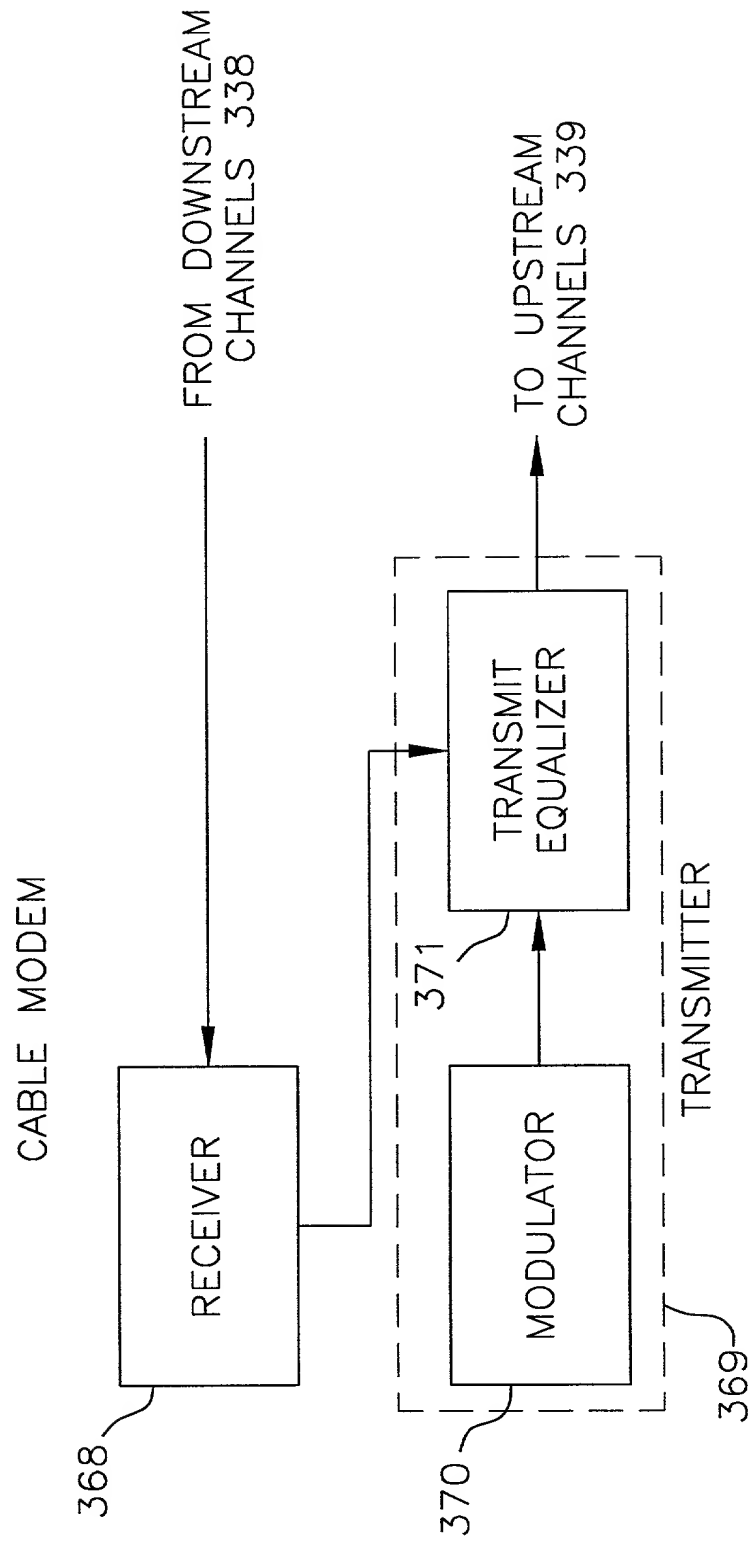 CABLE MODEM
368
RECEIVER
FROM DOWNSTREAM
CHANNELS 338
370
MODULATOR
371
TRANSMIT
EQUALIZER
TO UPSTREAM
CHANNELS 339
369
TRANSMITTER